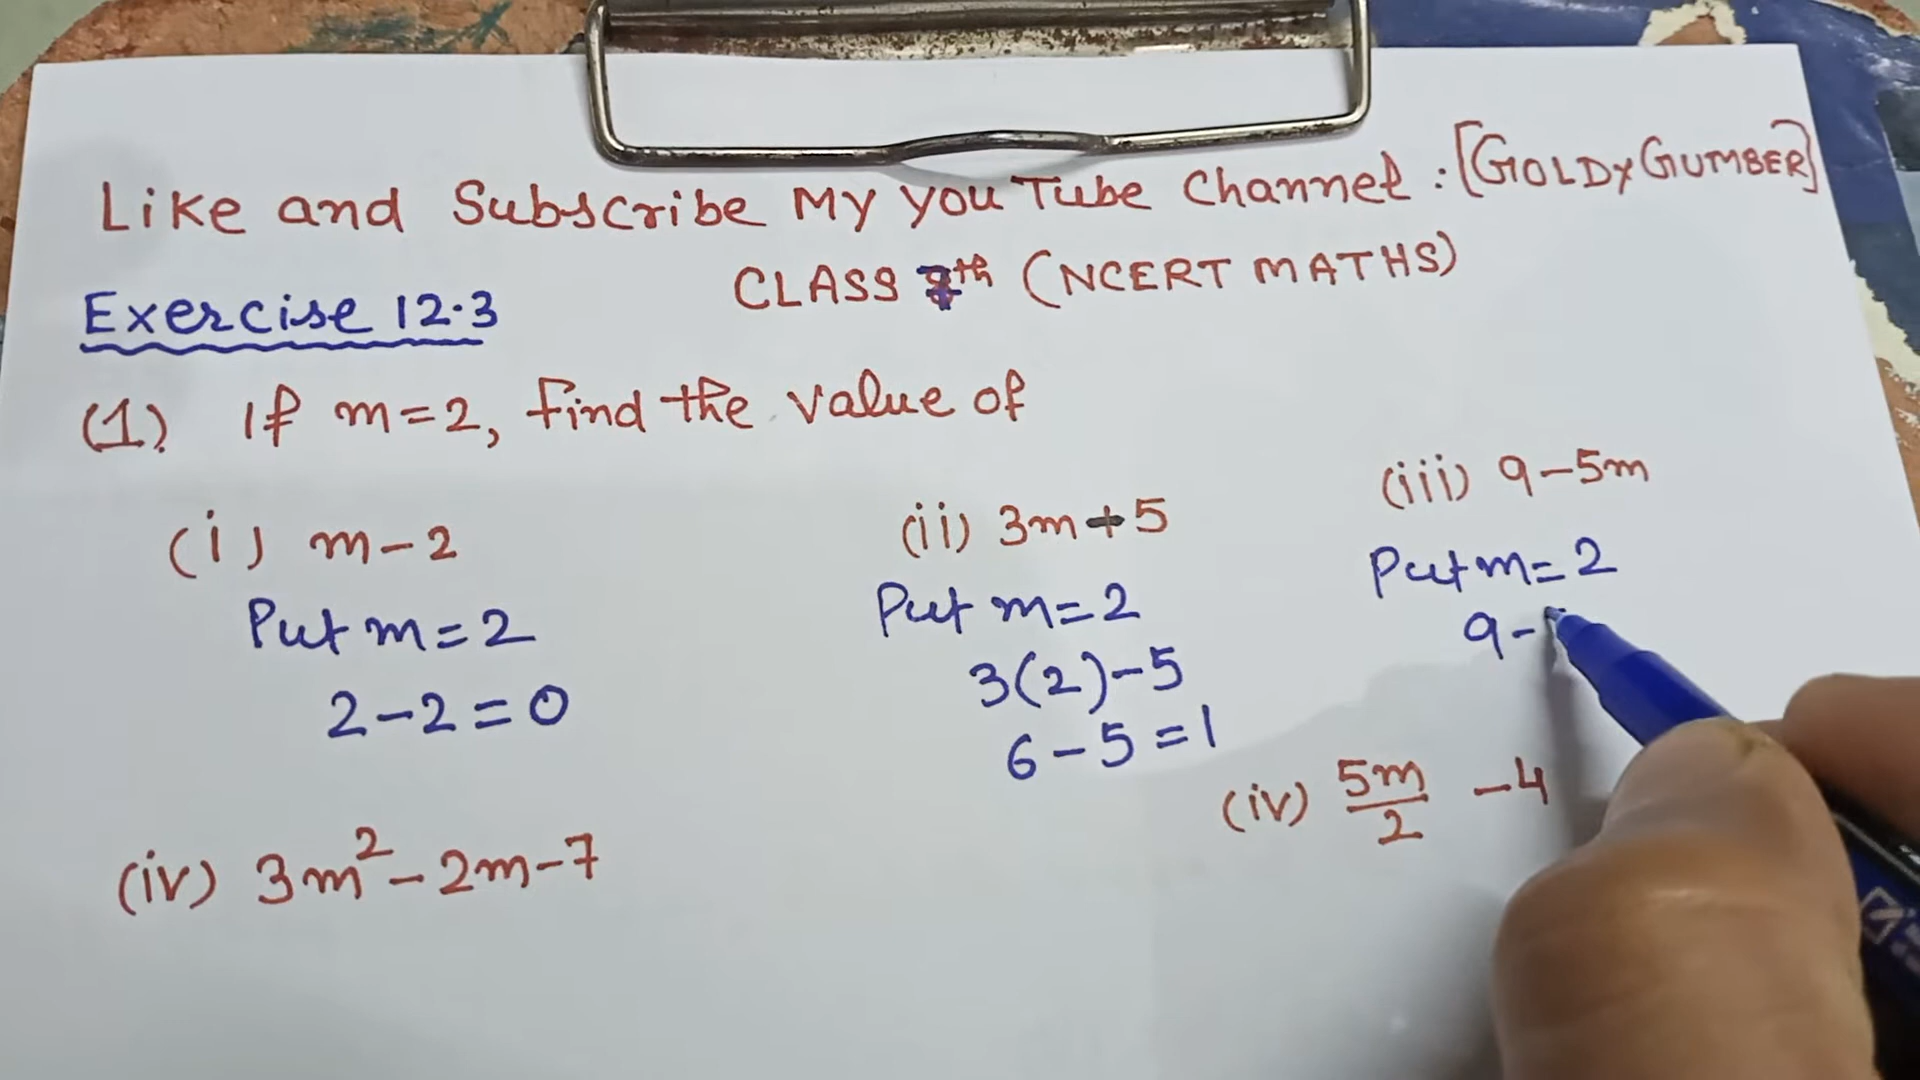 Like and Subscribe My YouTube Channel : [GOLDY GUMBER]
CLASS 7th (NCERT MATHS)
Exercise 12.3
(1) If m=2, find the value of
(i) m-2
Put m=2
2-2=0
(ii) 3m+5
Put m=2
3(2)-5
6-5=1
(iii) 9-5m
Put m=2
9-
(iv) 3m²-2m-7
(iv) 5m/2 -4